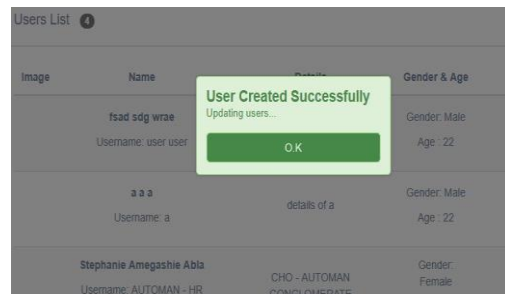 Users List 4
Image Name Details Gender & Age
User Created Successfully
Updating users...
OK
fsad sdg wrae
Username: user user
Gender: Male
Age : 22
a a a
Username: a
details of a
Gender: Male
Age : 22
Stephanie Amegashie Abla
Username: AUTOMAN - HR
CHO - AUTOMAN
CONGLOMERATE
Gender:
Female